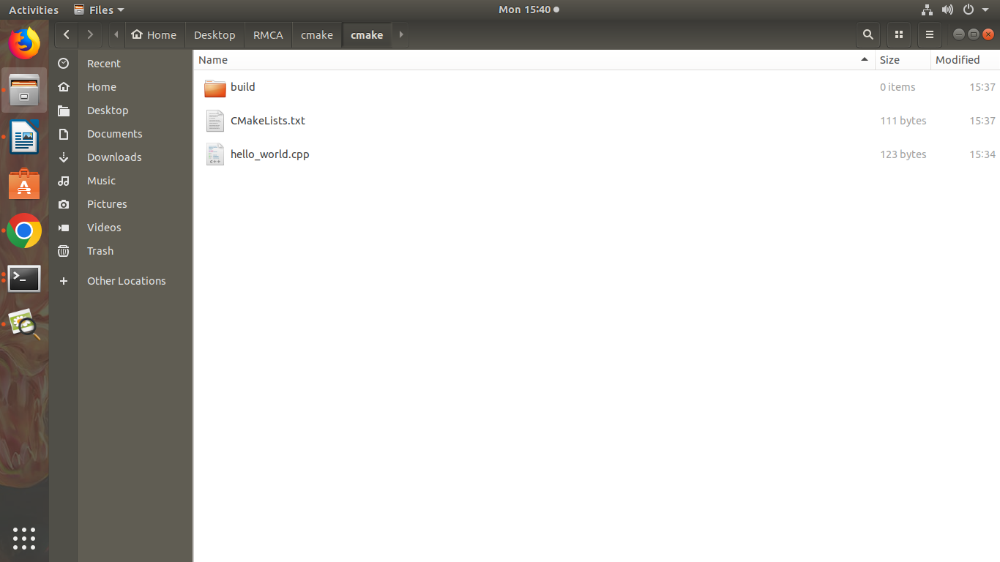 Activities Files Mon 15:40
Home Desktop RMCA cmake cmake
Recent
Home
Desktop
Documents
Downloads
Music
Pictures
Videos
Trash
Other Locations
Name Size Modified
build 0 items 15:37
CMakeLists.txt 111 bytes 15:37
hello_world.cpp 123 bytes 15:34